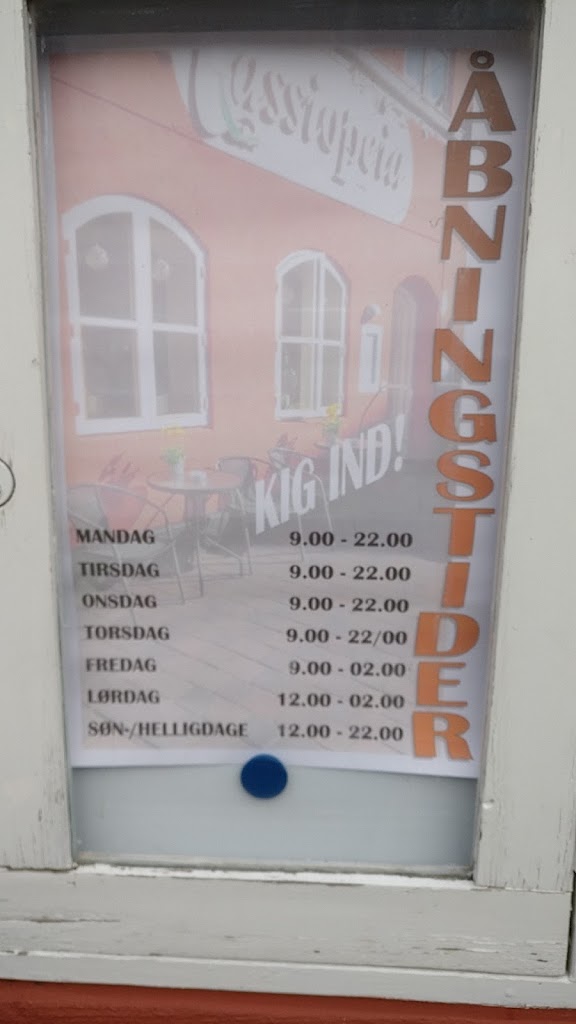 Cassiopeia
ÅBNINGSTIDER
KIG IND!
MANDAG 9.00 - 22.00
TIRSDAG 9.00 - 22.00
ONSDAG 9.00 - 22.00
TORSDAG 9.00 - 22/00
FREDAG 9.00 - 02.00
LØRDAG 12.00 - 02.00
SØN-/HELLIGDAGE 12.00 - 22.00